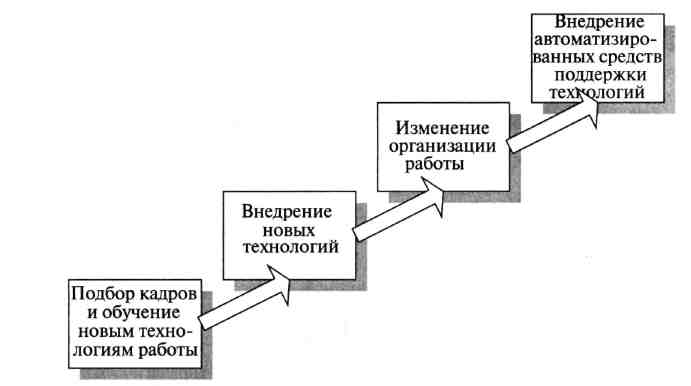 Внедрение
автоматизиро-
ванных средств
поддержки
технологий
Изменение
организации
работы
Внедрение
новых
технологий
Подбор кадров
и обучение
новым техно-
логиям работы